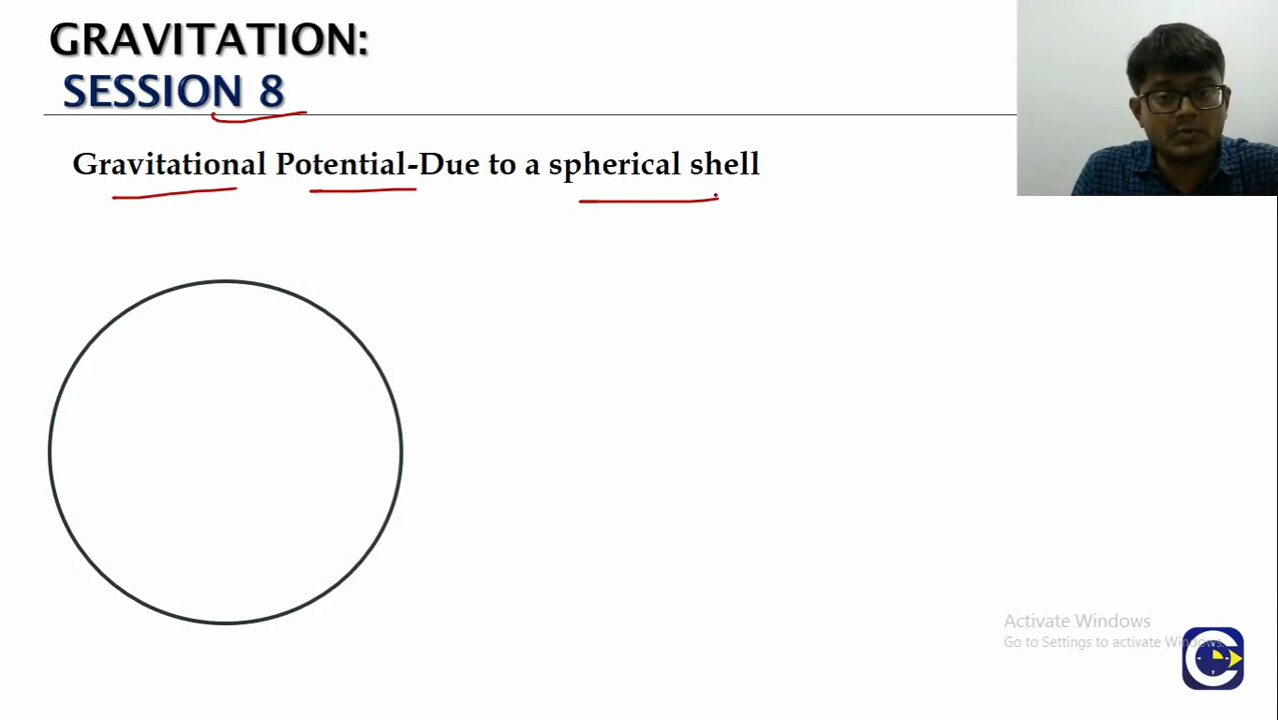 GRAVITATION:
SESSION 8
Gravitational Potential-Due to a spherical shell
Activate Windows
Go to Settings to activate Windows.